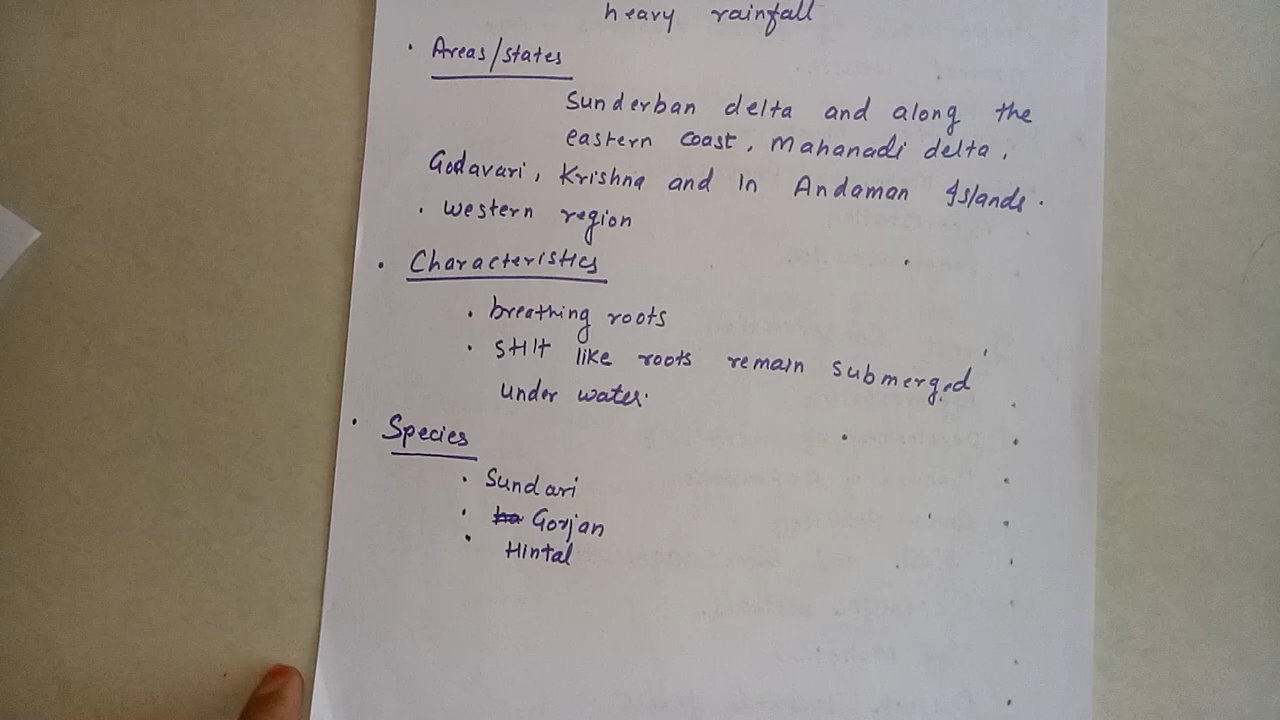 heavy rainfall
• Areas/states
Sunderban delta and along the
eastern coast, Mahanadi delta,
Godavari, Krishna and in Andaman Islands.
• western region
• Characteristics
• breathing roots
• stilt like roots remain submerged
under water.
• Species
• Sundari
• Gorjan
• Hintal